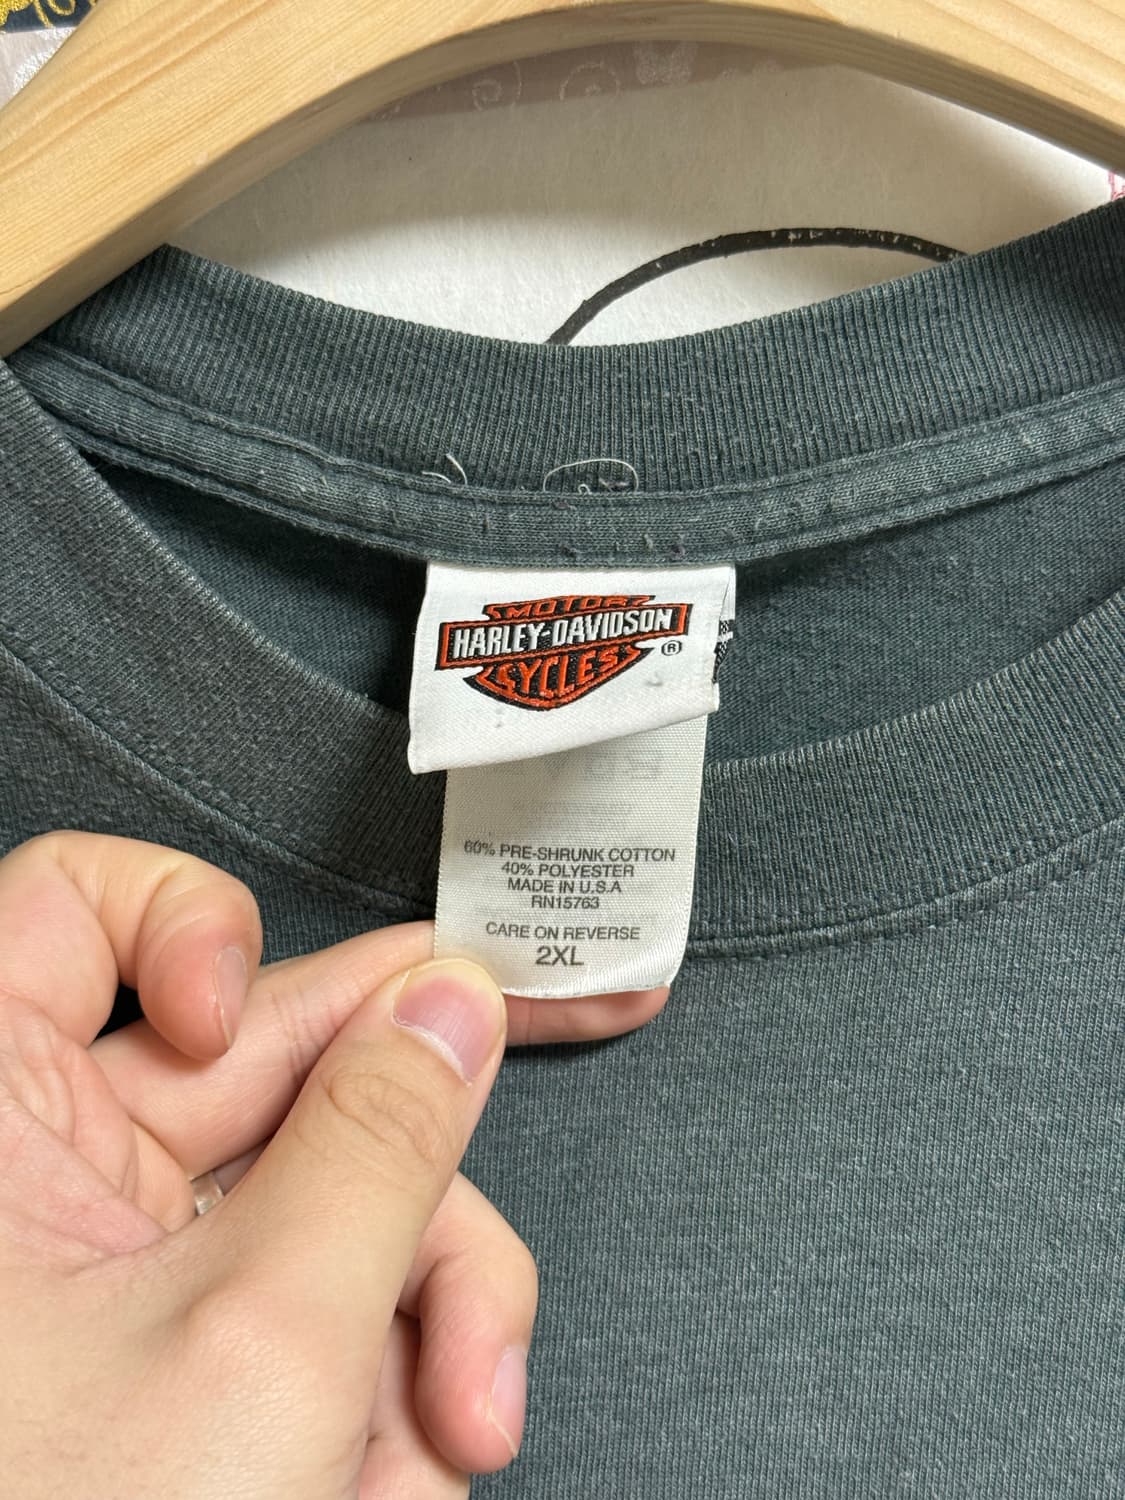 MOTOR
HARLEY-DAVIDSON
CYCLES
®
60% PRE-SHRUNK COTTON
40% POLYESTER
MADE IN U.S.A
RN15763
CARE ON REVERSE
2XL